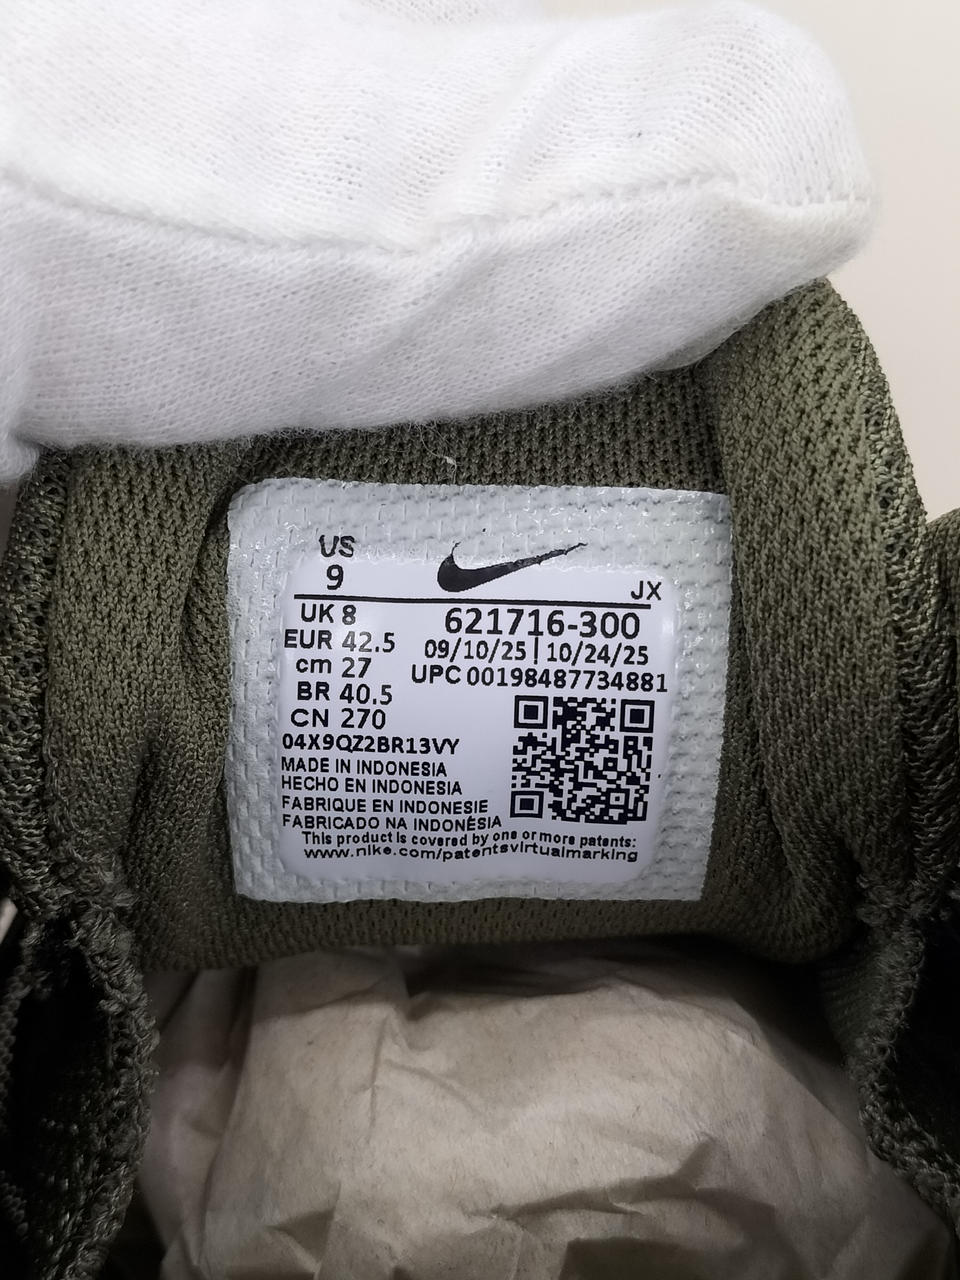 US
9
JX
UK 8
EUR 42.5
cm 27
BR 40.5
CN 270
621716-300
09/10/25 | 10/24/25
UPC 00198487734881
04X9QZ2BR13VY
MADE IN INDONESIA
HECHO EN INDONESIA
FABRIQUE EN INDONESIE
FABRICADO NA INDONÉSIA
This product is covered by one or more patents:
www.nike.com/patentsvirtualmarking